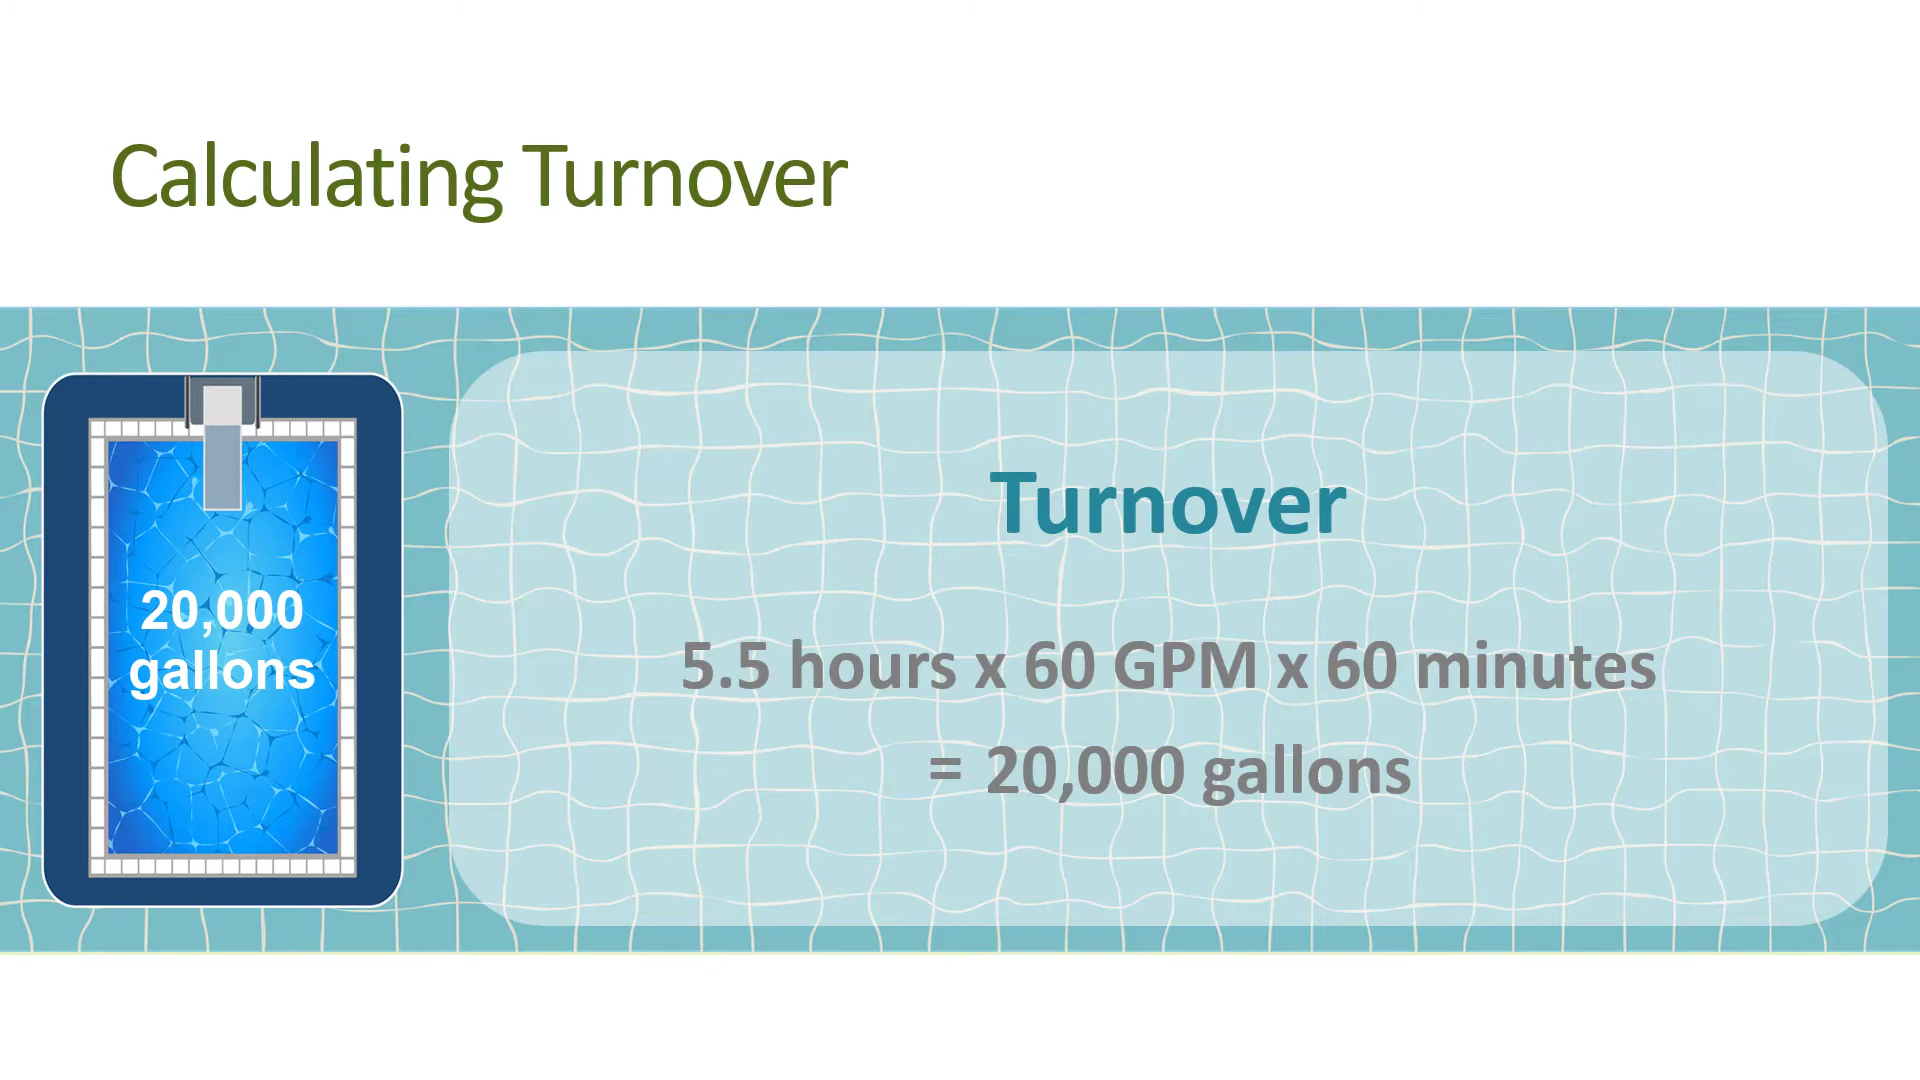 Calculating Turnover
20,000
gallons
Turnover
5.5 hours x 60 GPM x 60 minutes
= 20,000 gallons